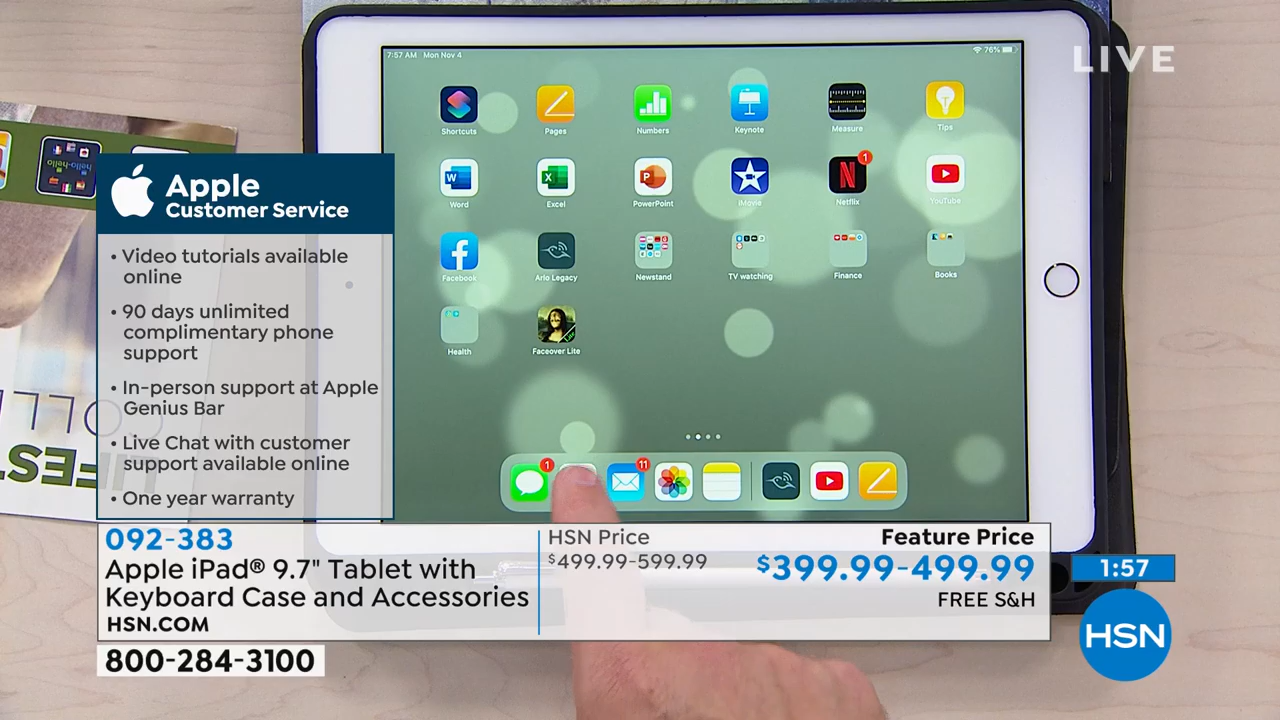 LIVE
7:57 AM Mon Nov 4
76%
Shortcuts
Pages
Numbers
Keynote
Measure
Tips
Word
Excel
PowerPoint
iMovie
Netflix
1
YouTube
Facebook
Arlo Legacy
Newstand
TV watching
Finance
Books
Health
Faceover Lite
1
11
Apple
Customer Service
• Video tutorials available
online
• 90 days unlimited
complimentary phone
support
• In-person support at Apple
Genius Bar
• Live Chat with customer
support available online
• One year warranty
092-383
Apple iPad® 9.7" Tablet with
Keyboard Case and Accessories
HSN.COM
HSN Price
$499.99-599.99
Feature Price
$399.99-499.99
FREE S&H
1:57
HSN
800-284-3100